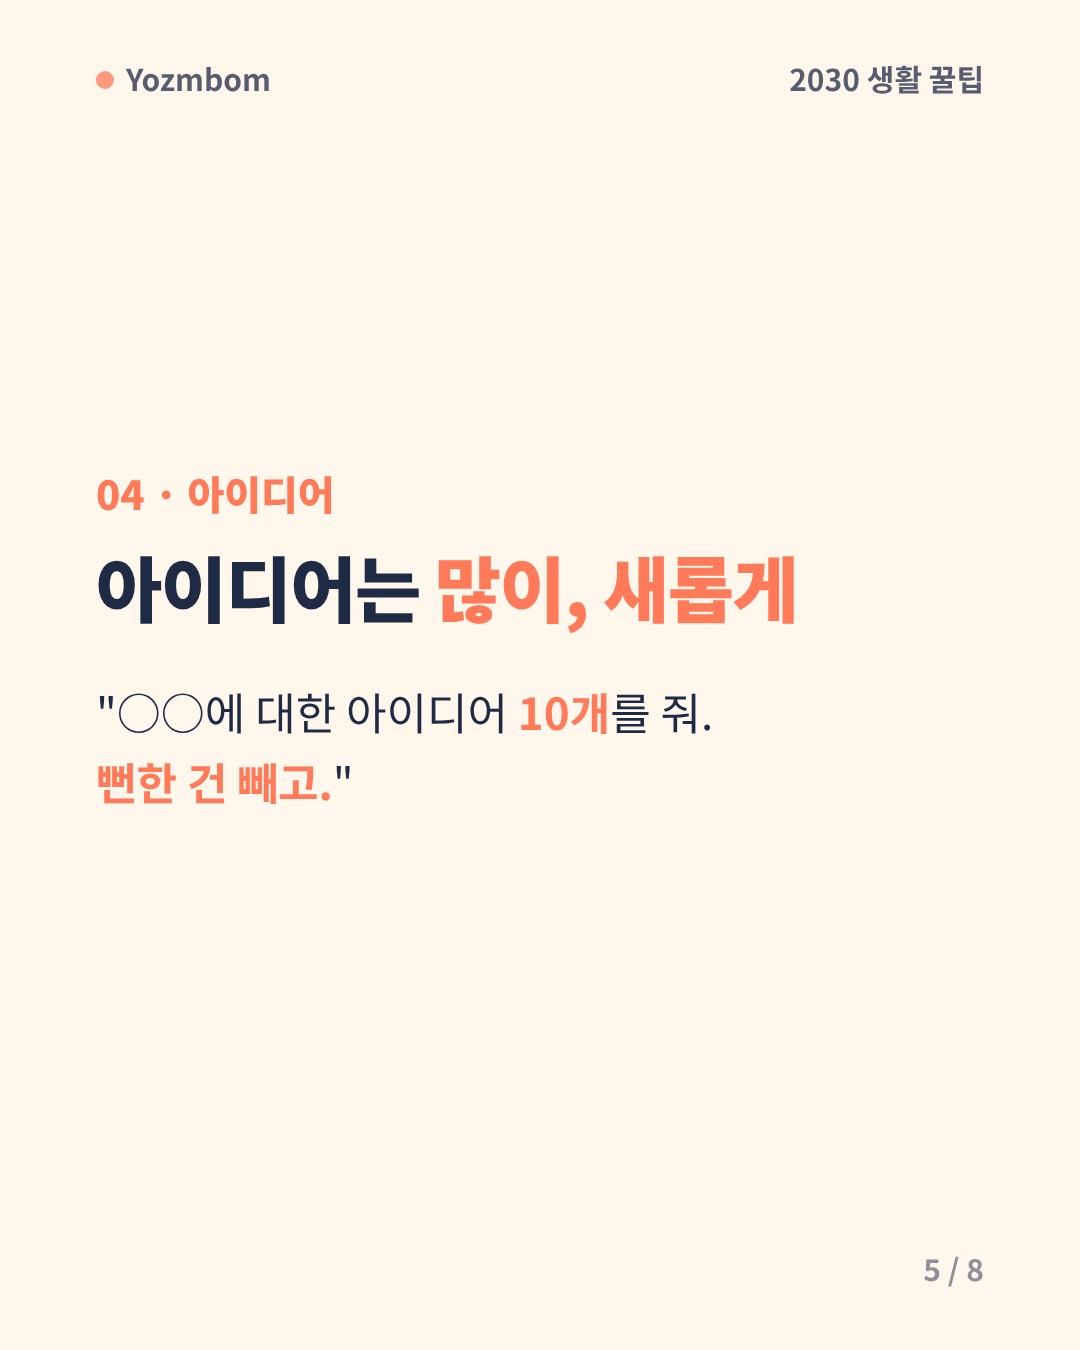 Yozmbom
2030 생활 꿀팁
04 · 아이디어
아이디어는 많이, 새롭게
"○○에 대한 아이디어 10개를 줘.
뻔한 건 빼고."
5 / 8